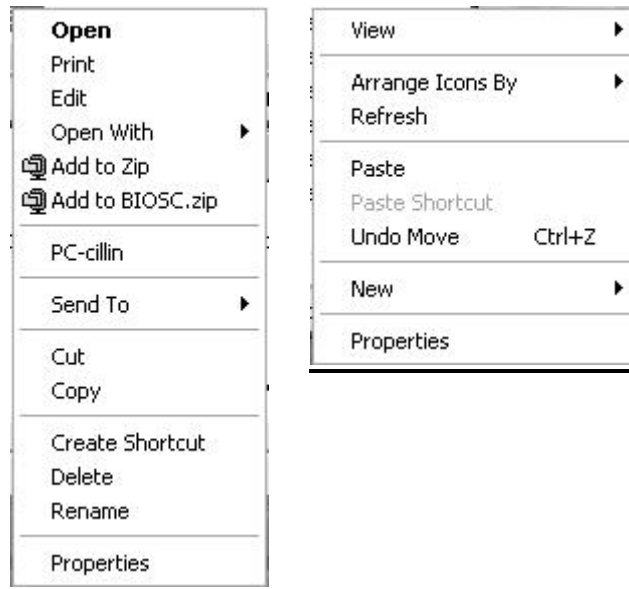 Open
Print
Edit
Open With
Add to Zip
Add to BIOSC.zip
PC-cillin
Send To
Cut
Copy
Create Shortcut
Delete
Rename
Properties
View
Arrange Icons By
Refresh
Paste
Paste Shortcut
Undo Move Ctrl+Z
New
Properties